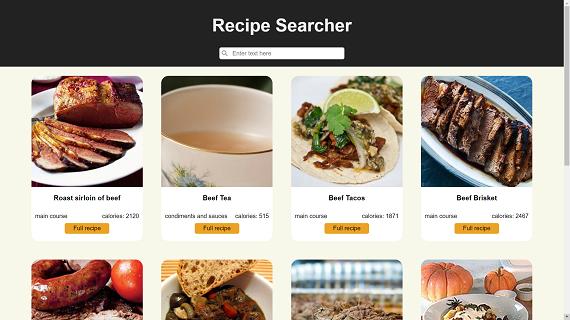 Recipe Searcher
Enter text here
Roast sirloin of beef
main course calories: 2120
Full recipe
Beef Tea
condiments and sauces calories: 515
Full recipe
Beef Tacos
main course calories: 1871
Full recipe
Beef Brisket
main course calories: 2467
Full recipe